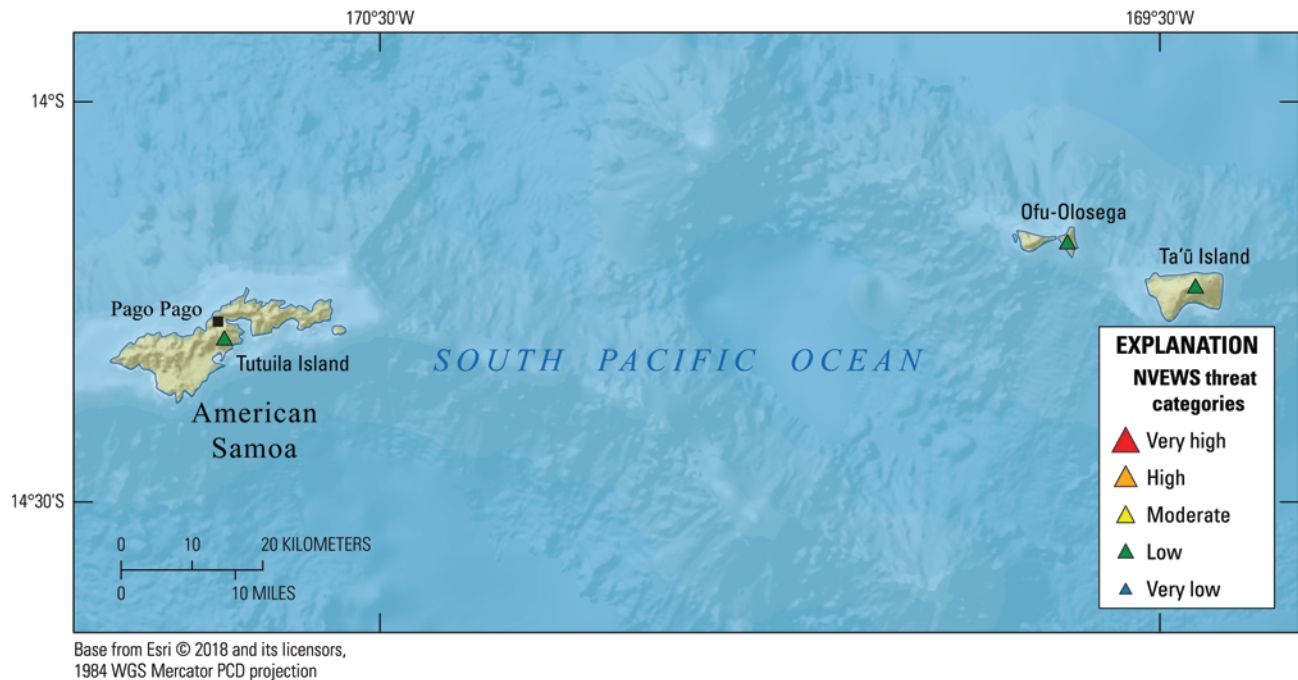 170°30'W
169°30'W
14°S
Ofu-Olosega
Ta‘ū Island
Pago Pago
Tutuila Island
SOUTH PACIFIC OCEAN
American
Samoa
EXPLANATION
NVEWS threat
categories
Very high
High
Moderate
Low
Very low
14°30'S
0 10 20 KILOMETERS
0 10 MILES
Base from Esri © 2018 and its licensors,
1984 WGS Mercator PCD projection